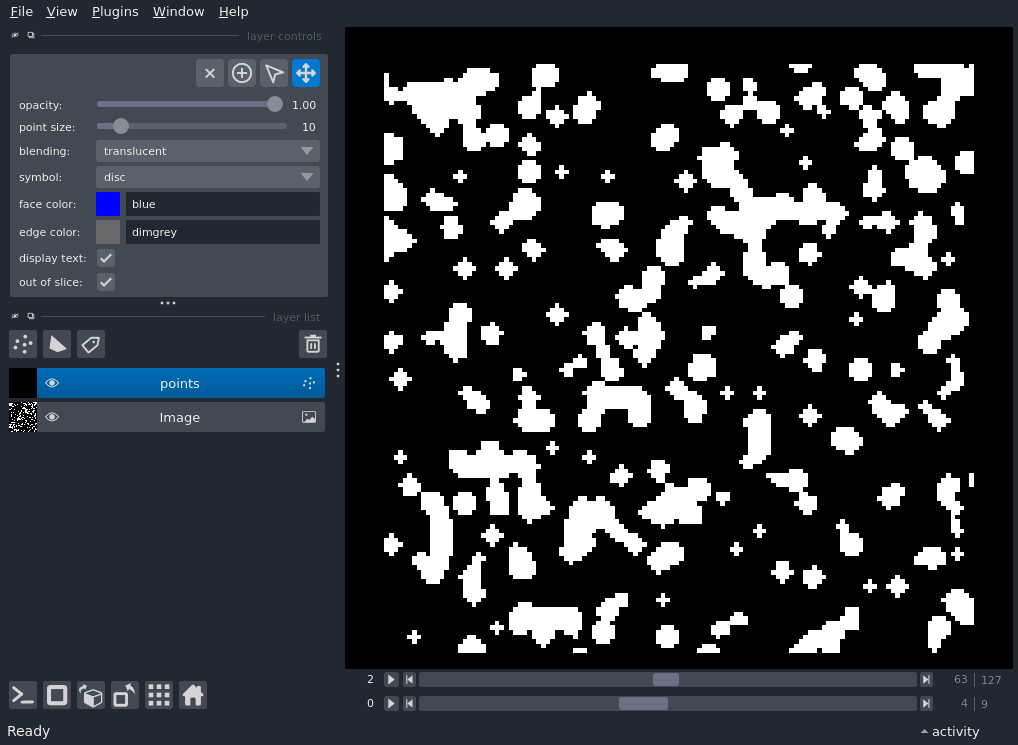 File View Plugins Window Help
layer controls
opacity: 1.00
point size: 10
blending: translucent
symbol: disc
face color: blue
edge color: dimgrey
display text:
out of slice:
layer list
points
Image
2 63 127
0 4 9
Ready activity